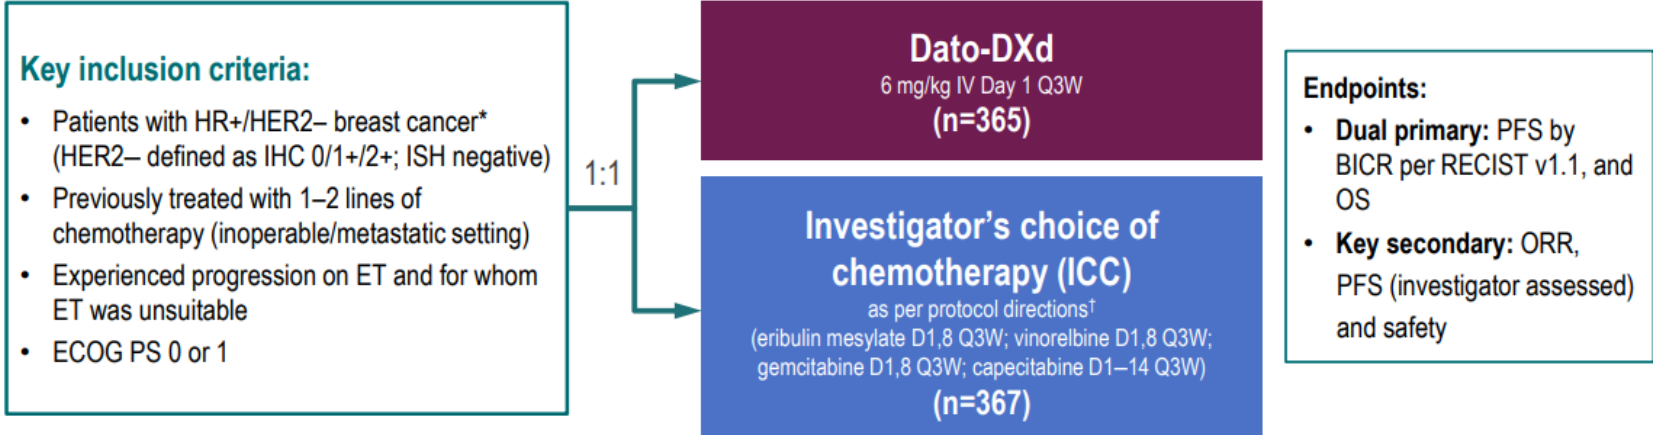 Key inclusion criteria:
• Patients with HR+/HER2– breast cancer*
(HER2– defined as IHC 0/1+/2+; ISH negative)
• Previously treated with 1–2 lines of
chemotherapy (inoperable/metastatic setting)
• Experienced progression on ET and for whom
ET was unsuitable
• ECOG PS 0 or 1
1:1
Dato-DXd
6 mg/kg IV Day 1 Q3W
(n=365)
Investigator’s choice of
chemotherapy (ICC)
as per protocol directions†
(eribulin mesylate D1,8 Q3W; vinorelbine D1,8 Q3W;
gemcitabine D1,8 Q3W; capecitabine D1–14 Q3W)
(n=367)
Endpoints:
• Dual primary: PFS by
BICR per RECIST v1.1, and
OS
• Key secondary: ORR,
PFS (investigator assessed)
and safety